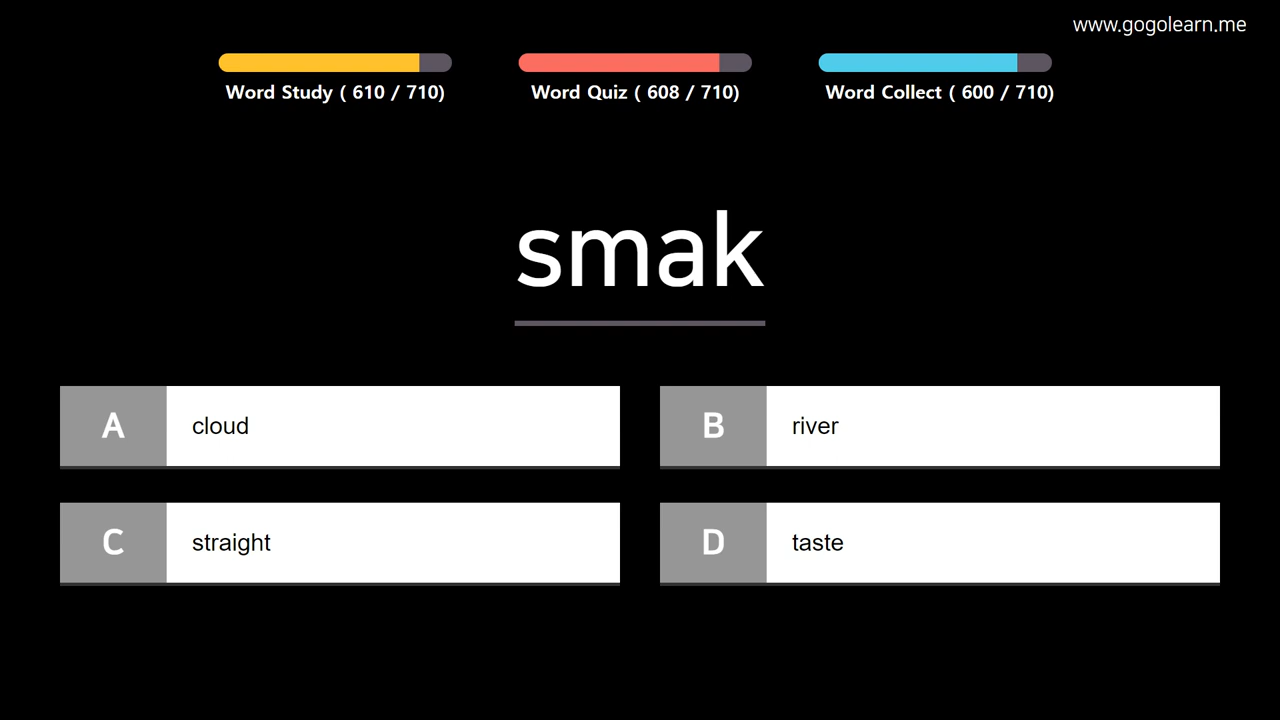 www.gogolearn.me
Word Study ( 610 / 710)
Word Quiz ( 608 / 710)
Word Collect ( 600 / 710)
smak
A cloud
B river
C straight
D taste